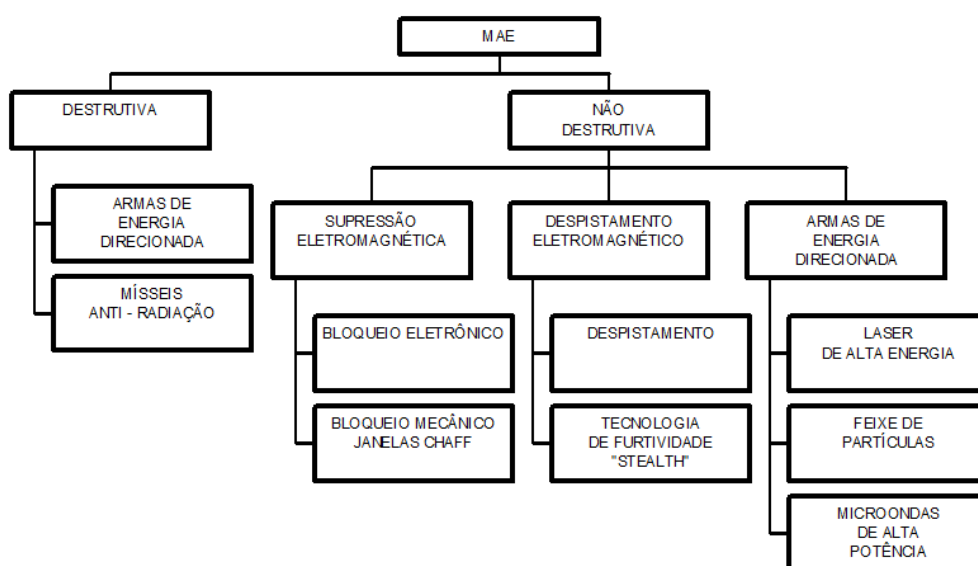 MAE
DESTRUTIVA
NÃO
DESTRUTIVA
ARMAS DE
ENERGIA
DIRECIONADA
MÍSSEIS
ANTI - RADIAÇÃO
SUPRESSÃO
ELETROMAGNÉTICA
BLOQUEIO ELETRÔNICO
BLOQUEIO MECÂNICO
JANELAS CHAFF
DESPISTAMENTO
ELETROMAGNÉTICO
DESPISTAMENTO
TECNOLOGIA
DE FURTIVIDADE
"STEALTH"
ARMAS DE
ENERGIA
DIRECIONADA
LASER
DE ALTA ENERGIA
FEIXE DE
PARTÍCULAS
MICROONDAS
DE ALTA
POTÊNCIA